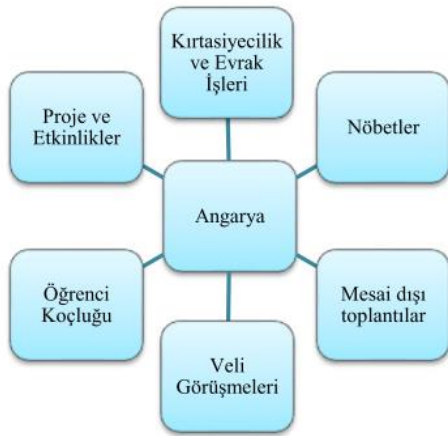 Kırtasiyecilik
ve Evrak
İşleri
Proje ve
Etkinlikler
Nöbetler
Angarya
Öğrenci
Koçluğu
Mesai dışı
toplantılar
Veli
Görüşmeleri